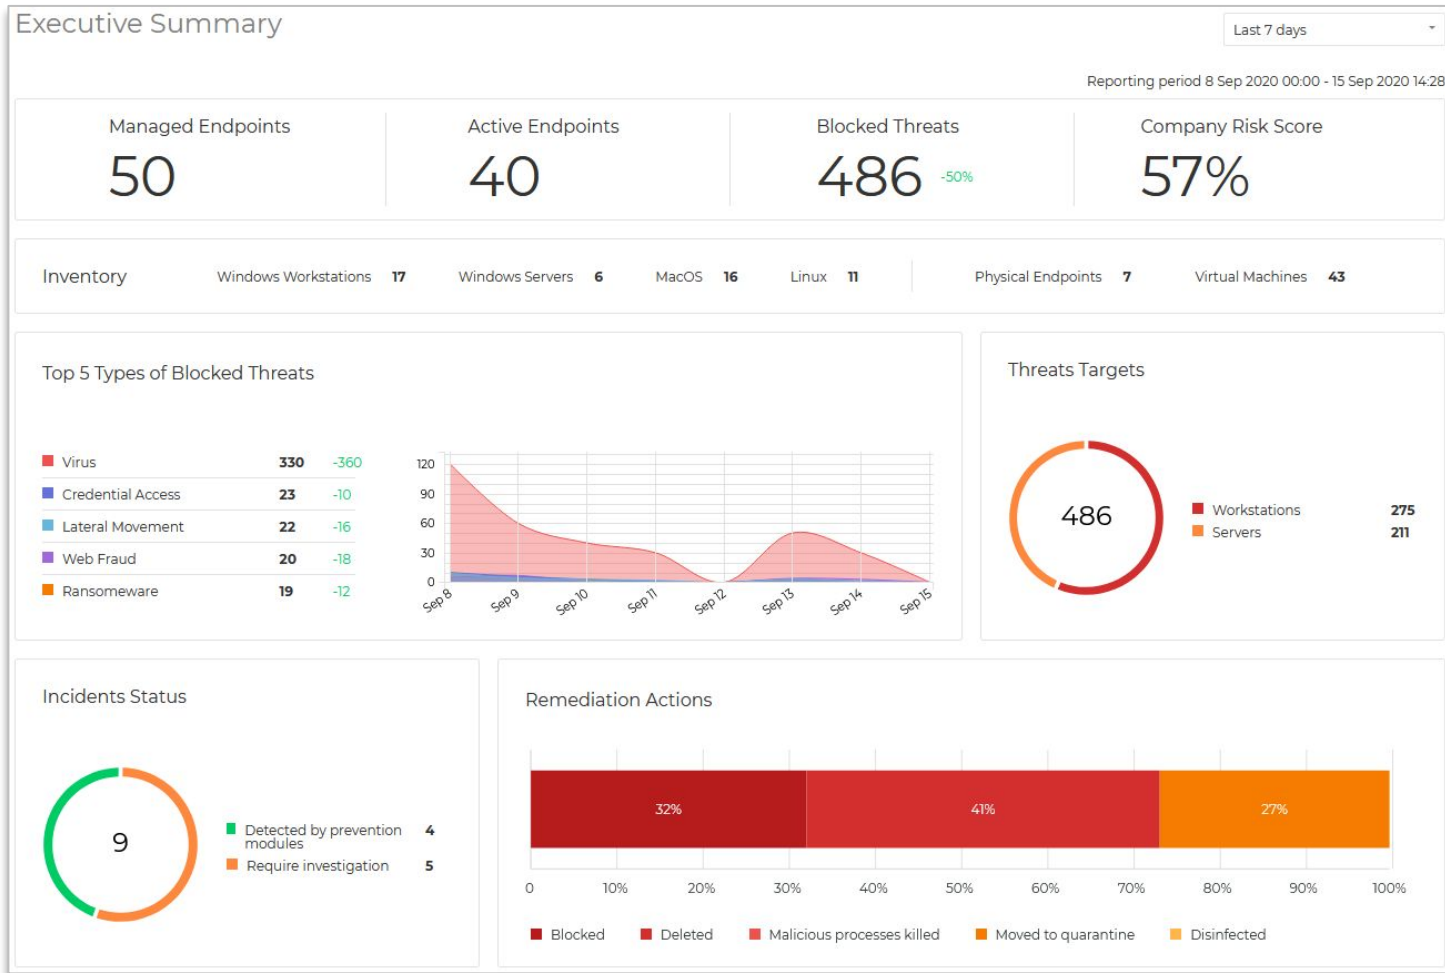 Executive Summary
Last 7 days
Reporting period 8 Sep 2020 00:00 - 15 Sep 2020 14:28
Managed Endpoints
50
Active Endpoints
40
Blocked Threats
486 -50%
Company Risk Score
57%
Inventory Windows Workstations 17 Windows Servers 6 MacOS 16 Linux 11 Physical Endpoints 7 Virtual Machines 43
Top 5 Types of Blocked Threats
Virus 330 -360
Credential Access 23 -10
Lateral Movement 22 -16
Web Fraud 20 -18
Ransomeware 19 -12
120
90
60
30
0
Sep 8 Sep 9 Sep 10 Sep 11 Sep 12 Sep 13 Sep 14 Sep 15
Threats Targets
486
Workstations 275
Servers 211
Incidents Status
9
Detected by prevention 4
modules
Require investigation 5
Remediation Actions
32% 41% 27%
0 10% 20% 30% 40% 50% 60% 70% 80% 90% 100%
Blocked Deleted Malicious processes killed Moved to quarantine Disinfected